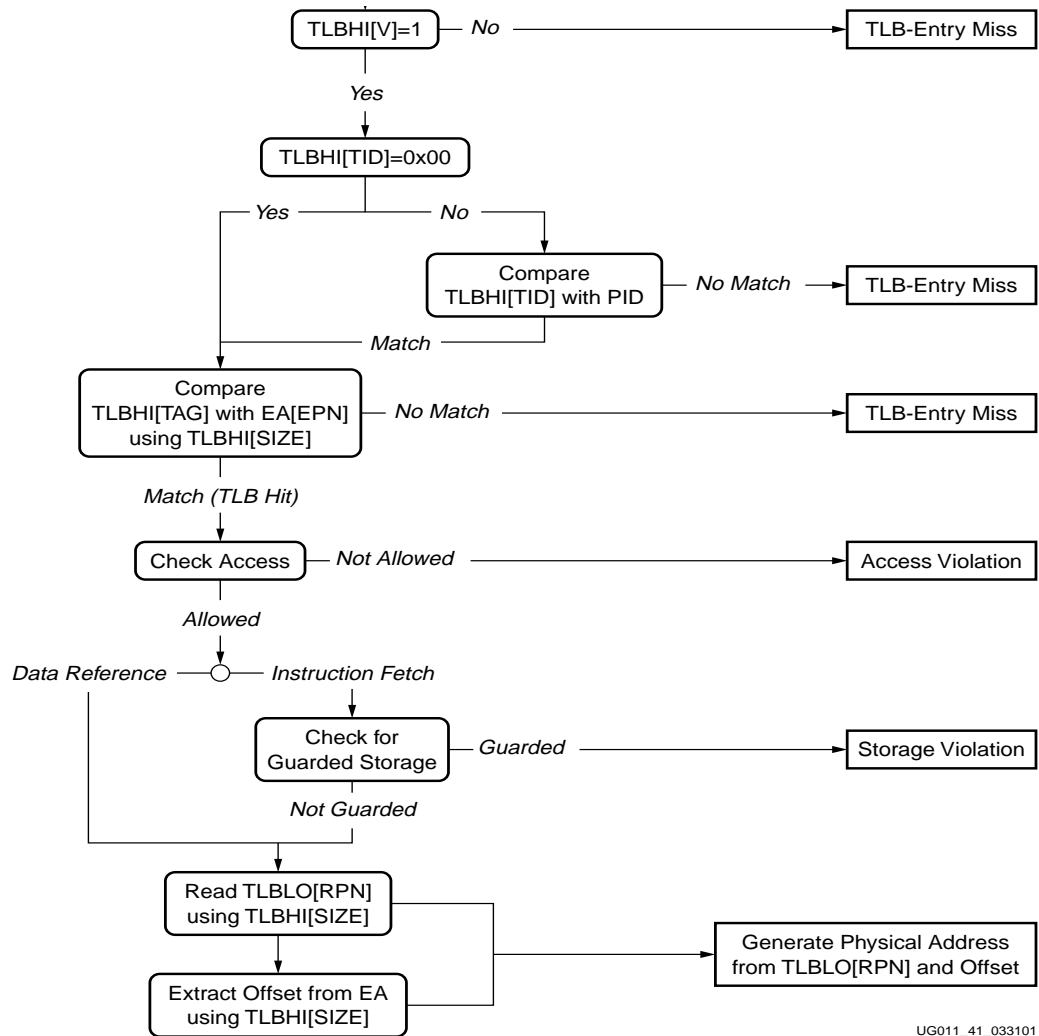 TLBHI[V]=1
No
TLB-Entry Miss
Yes
TLBHI[TID]=0x00
Yes
No
Compare
TLBHI[TID] with PID
No Match
TLB-Entry Miss
Match
Compare
TLBHI[TAG] with EA[EPN]
using TLBHI[SIZE]
No Match
TLB-Entry Miss
Match (TLB Hit)
Check Access
Not Allowed
Access Violation
Allowed
Data Reference
Instruction Fetch
Check for
Guarded Storage
Guarded
Storage Violation
Not Guarded
Read TLBLO[RPN]
using TLBHI[SIZE]
Generate Physical Address
from TLBLO[RPN] and Offset
Extract Offset from EA
using TLBHI[SIZE]
UG011_41_033101